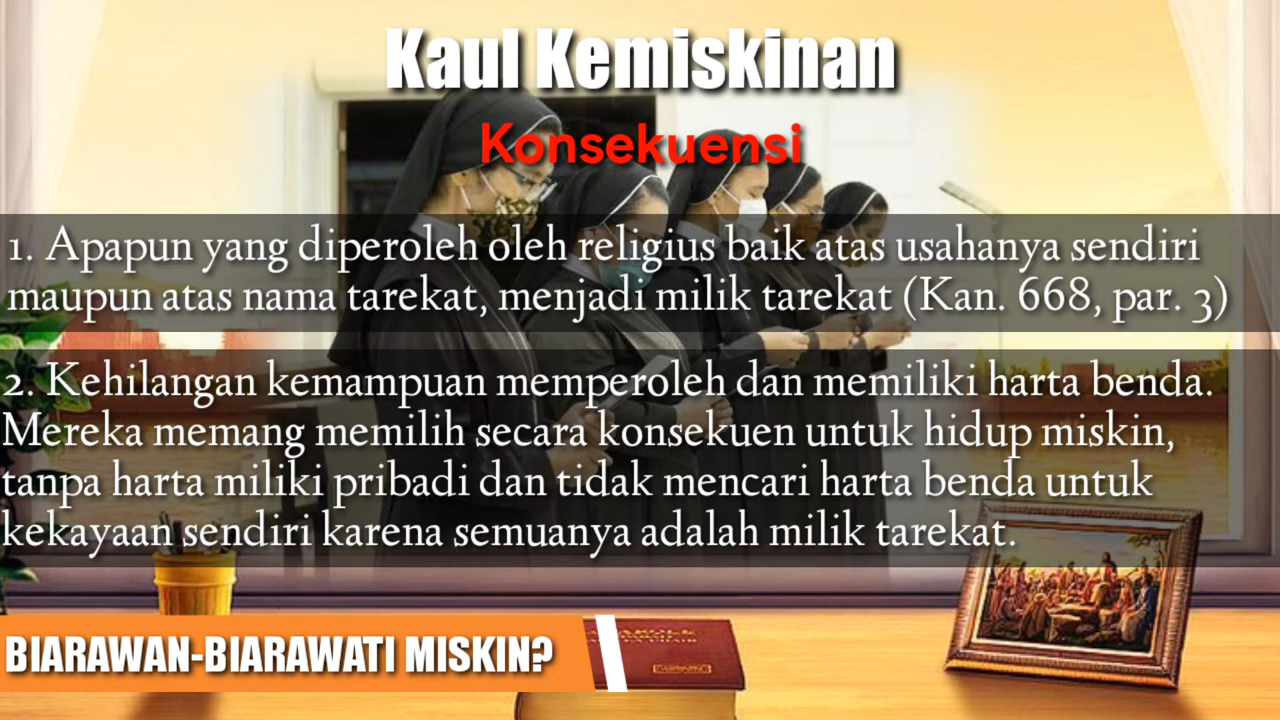 Kaul Kemiskinan
Konsekuensi
1. Apapun yang diperoleh oleh religius baik atas usahanya sendiri
maupun atas nama tarekat, menjadi milik tarekat (Kan. 668, par. 3)
2. Kehilangan kemampuan memperoleh dan memiliki harta benda.
Mereka memang memilih secara konsekuen untuk hidup miskin,
tanpa harta miliki pribadi dan tidak mencari harta benda untuk
kekayaan sendiri karena semuanya adalah milik tarekat.
BIARAWAN-BIARAWATI MISKIN?